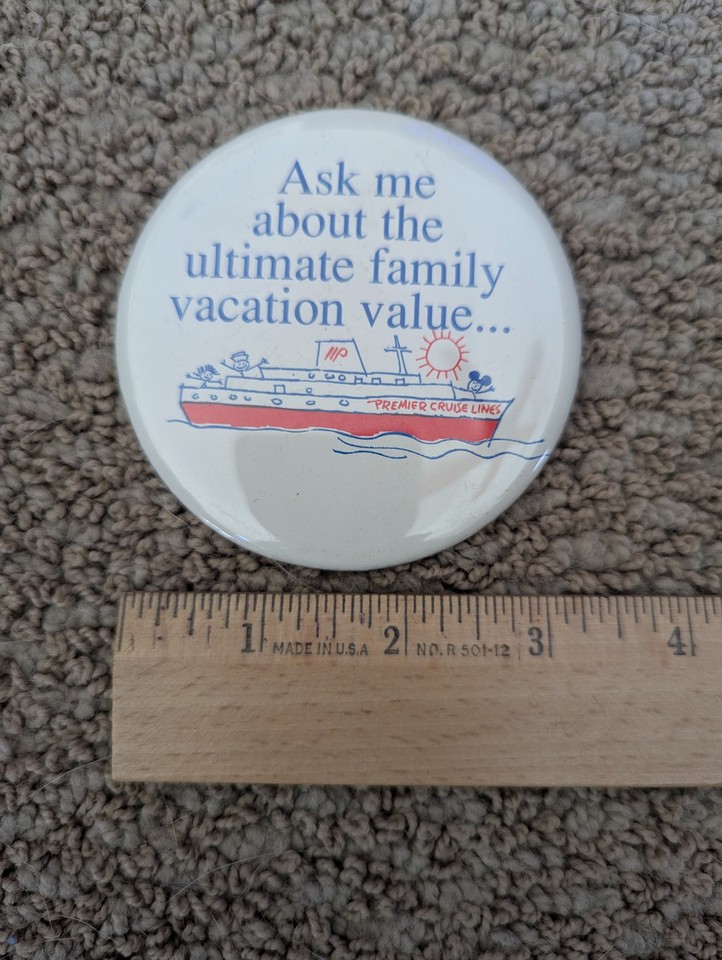 Ask me
about the
ultimate family
vacation value...
PREMIER CRUISE LINES
1 MADE IN U.S.A 2 NO. R 501-12 3 4